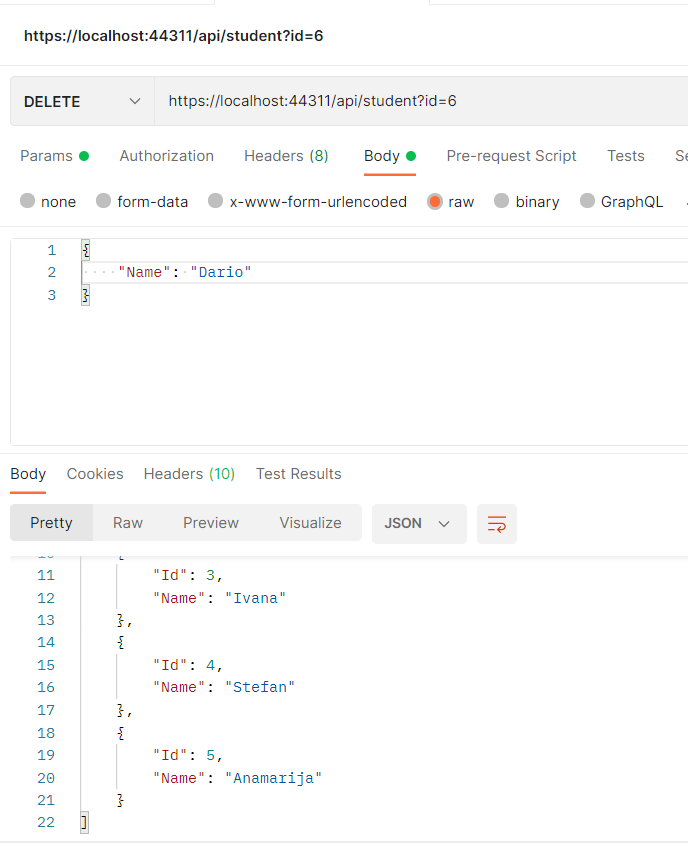 https://localhost:44311/api/student?id=6
DELETE https://localhost:44311/api/student?id=6
Params Authorization Headers (8) Body Pre-request Script Tests
none form-data x-www-form-urlencoded raw binary GraphQL
1 {
2 "Name": "Dario"
3 }
Body Cookies Headers (10) Test Results
Pretty Raw Preview Visualize JSON
11 "Id": 3,
12 "Name": "Ivana"
13 },
14 {
15 "Id": 4,
16 "Name": "Stefan"
17 },
18 {
19 "Id": 5,
20 "Name": "Anamarija"
21 }
22 ]